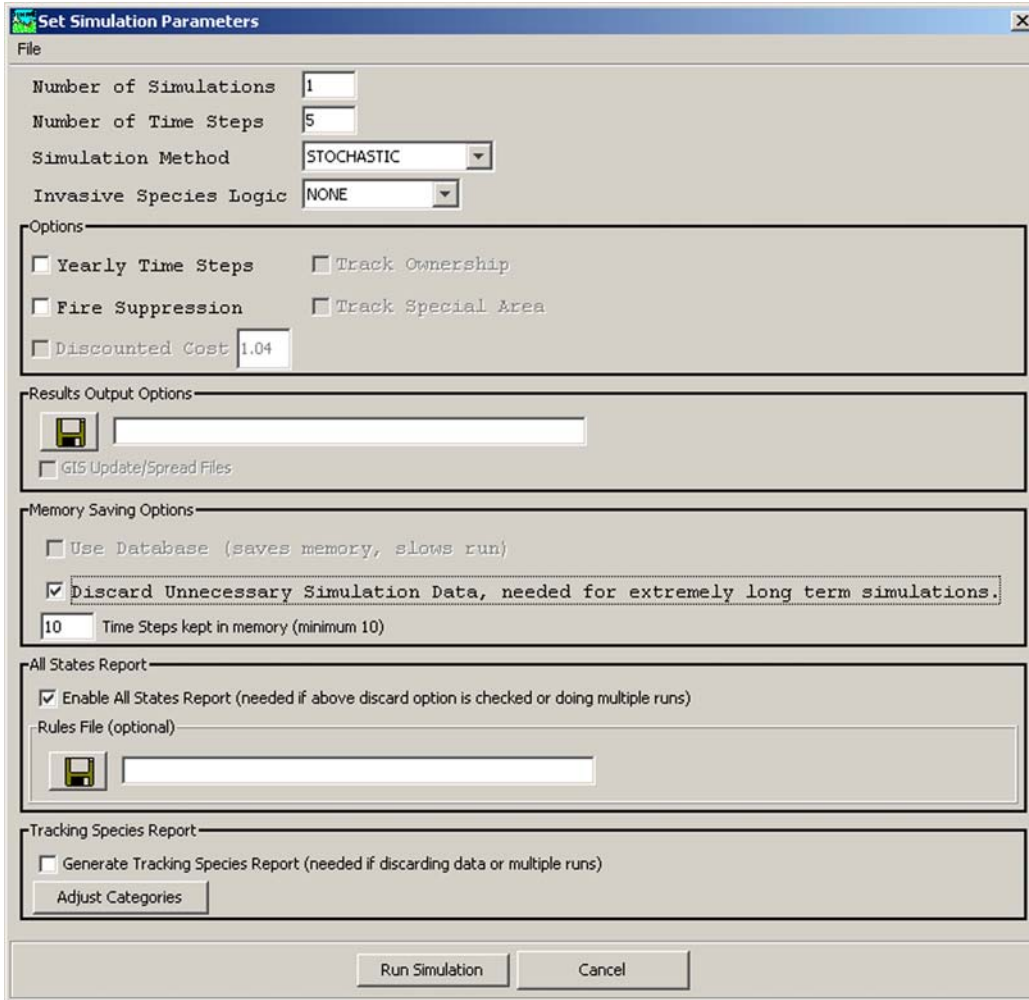 Set Simulation Parameters
File
Number of Simulations 1
Number of Time Steps 5
Simulation Method STOCHASTIC
Invasive Species Logic NONE
Options
Yearly Time Steps Track Ownership
Fire Suppression Track Special Area
Discounted Cost 1.04
Results Output Options
GIS Update/Spread Files
Memory Saving Options
Use Database (saves memory, slows run)
Discard Unnecessary Simulation Data, needed for extremely long term simulations.
10 Time Steps kept in memory (minimum 10)
All States Report
Enable All States Report (needed if above discard option is checked or doing multiple runs)
Rules File (optional)
Tracking Species Report
Generate Tracking Species Report (needed if discarding data or multiple runs)
Adjust Categories
Run Simulation Cancel